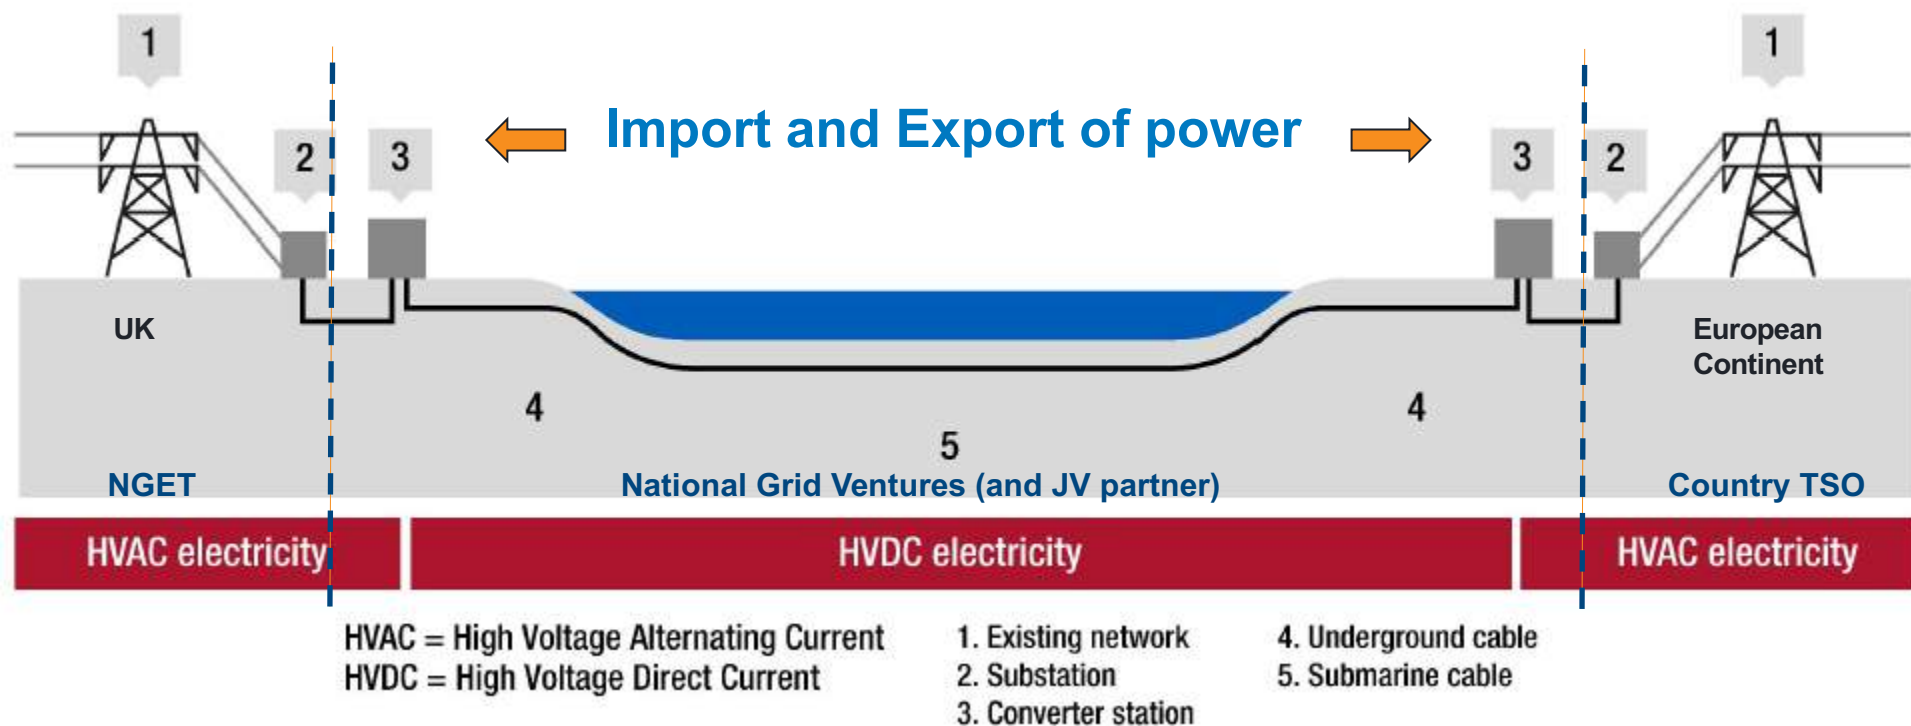 1
1
Import and Export of power
2
3
3
2
UK
European
Continent
4
4
5
NGET
National Grid Ventures (and JV partner)
Country TSO
HVAC electricity
HVDC electricity
HVAC electricity
HVAC = High Voltage Alternating Current
HVDC = High Voltage Direct Current
1. Existing network
2. Substation
3. Converter station
4. Underground cable
5. Submarine cable